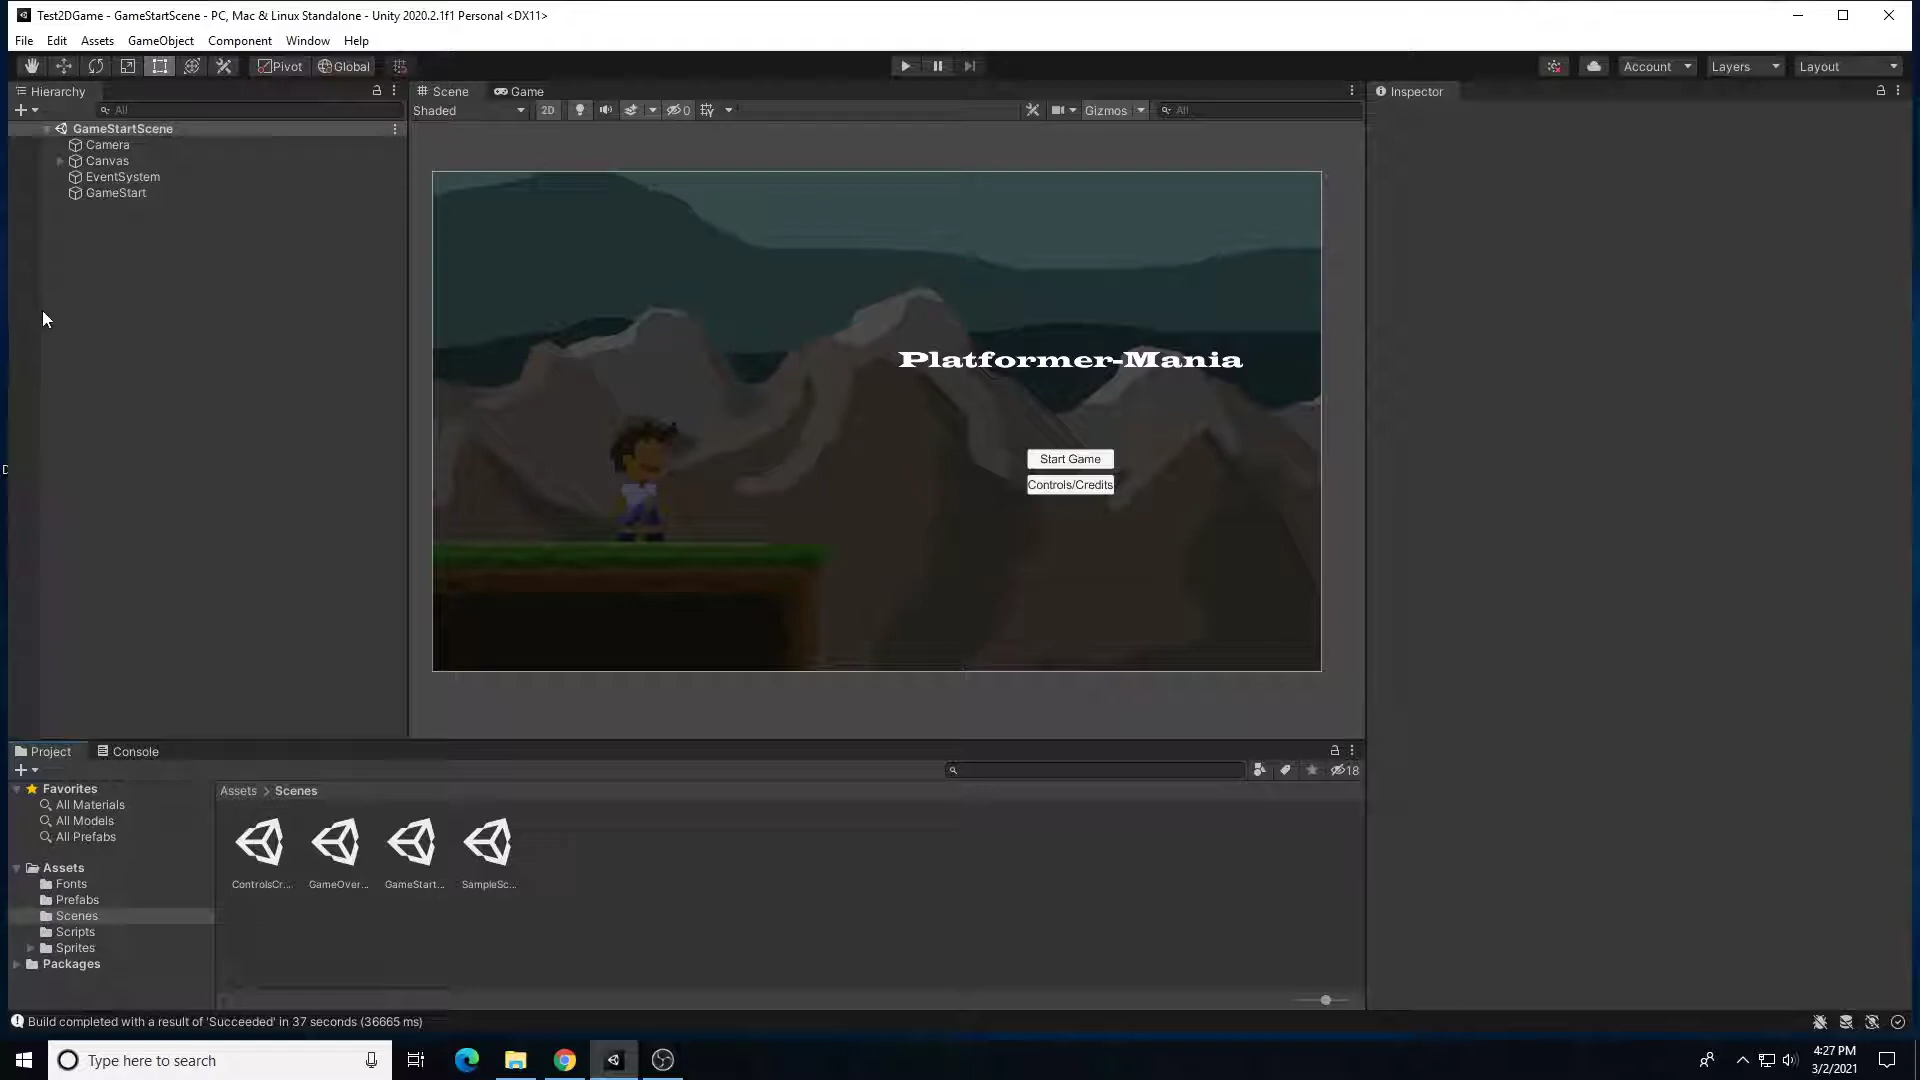 Test2DGame - GameStartScene - PC, Mac & Linux Standalone - Unity 2020.2.1f1 Personal <DX11>
File Edit Assets GameObject Component Window Help
Pivot Global Account Layers Layout
Hierarchy Scene Game Inspector
All Shaded 2D 0 Gizmos All
GameStartScene
Camera
Canvas
EventSystem
GameStart
Platformer-Mania
Start Game
Controls/Credits
Project Console
18
Favorites
All Materials
All Models
All Prefabs
Assets
Fonts
Prefabs
Scenes
Scripts
Sprites
Packages
Assets > Scenes
ControlsCr... GameOver... GameStart... SampleSc...
Build completed with a result of 'Succeeded' in 37 seconds (36665 ms)
Type here to search
4:27 PM
3/2/2021